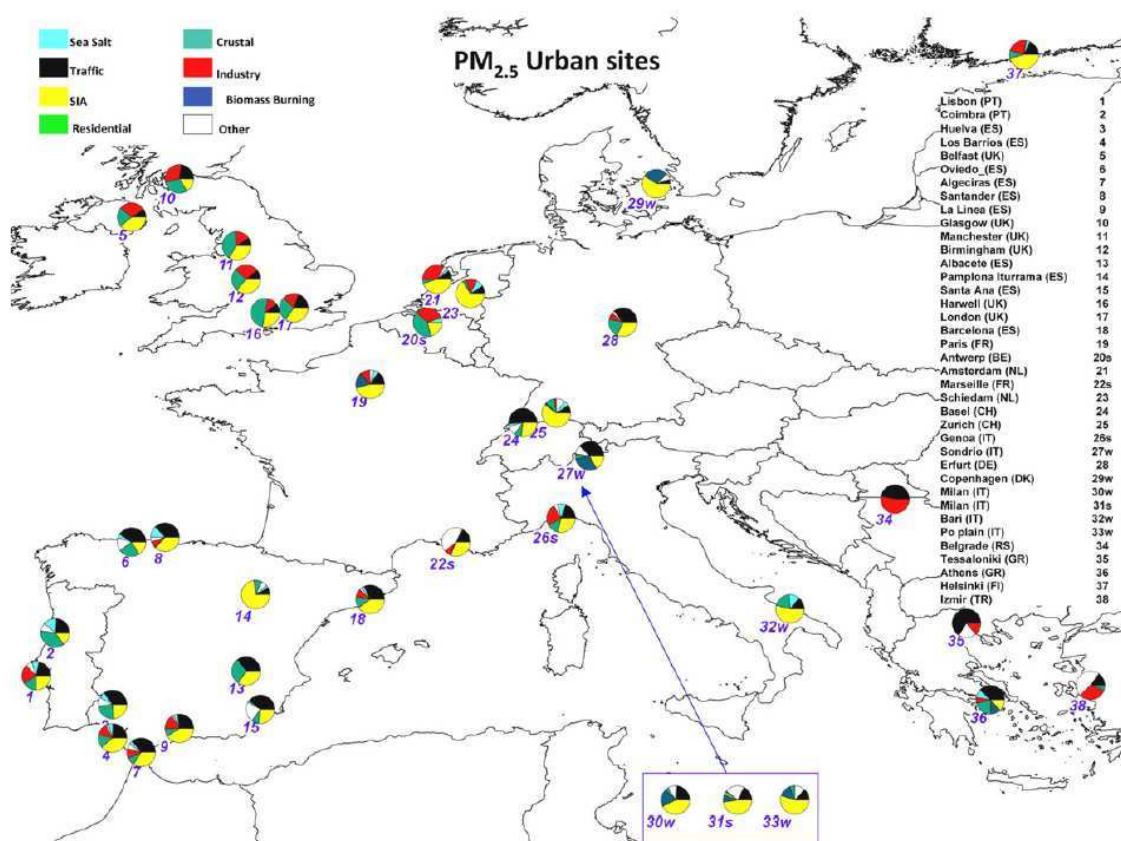 PM2.5 Urban sites
Sea Salt
Crustal
Traffic
Industry
SIA
Biomass Burning
Residential
Other
37
Lisbon (PT) 1
Coimbra (PT) 2
Huelva (ES) 3
Los Barrios (ES) 4
Belfast (UK) 5
Oviedo_(ES) 6
Algeciras (ES) 7
Santander (ES) 8
La Linea (ES) 9
Glasgow (UK) 10
Manchester (UK) 11
Birmingham (UK) 12
Albacete (ES) 13
Pamplona Iturrama (ES) 14
Santa Ana (ES) 15
Harwell (UK) 16
London (UK) 17
Barcelona (ES) 18
Paris (FR) 19
Antwerp (BE) 20s
Amsterdam (NL) 21
Marseille (FR) 22s
Schiedam (NL) 23
Basel (CH) 24
Zurich (CH) 25
Genoa (IT) 26s
Sondrio (IT) 27w
Erfurt (DE) 28
Copenhagen (DK) 29w
Milan (IT) 30w
Milan (IT) 31s
Bari (IT) 32w
Po plain (IT) 33w
Belgrade (RS) 34
Tessaloniki (GR) 35
Athens (GR) 36
Helsinki (FI) 37
Izmir (TR) 38
10
29w
5
11
12
21
23
16
17
20s
28
19
24
25
27w
34
26s
6
8
22s
14
18
32w
35
2
13
1
3
15
36
38
9
4
7
30w
31s
33w